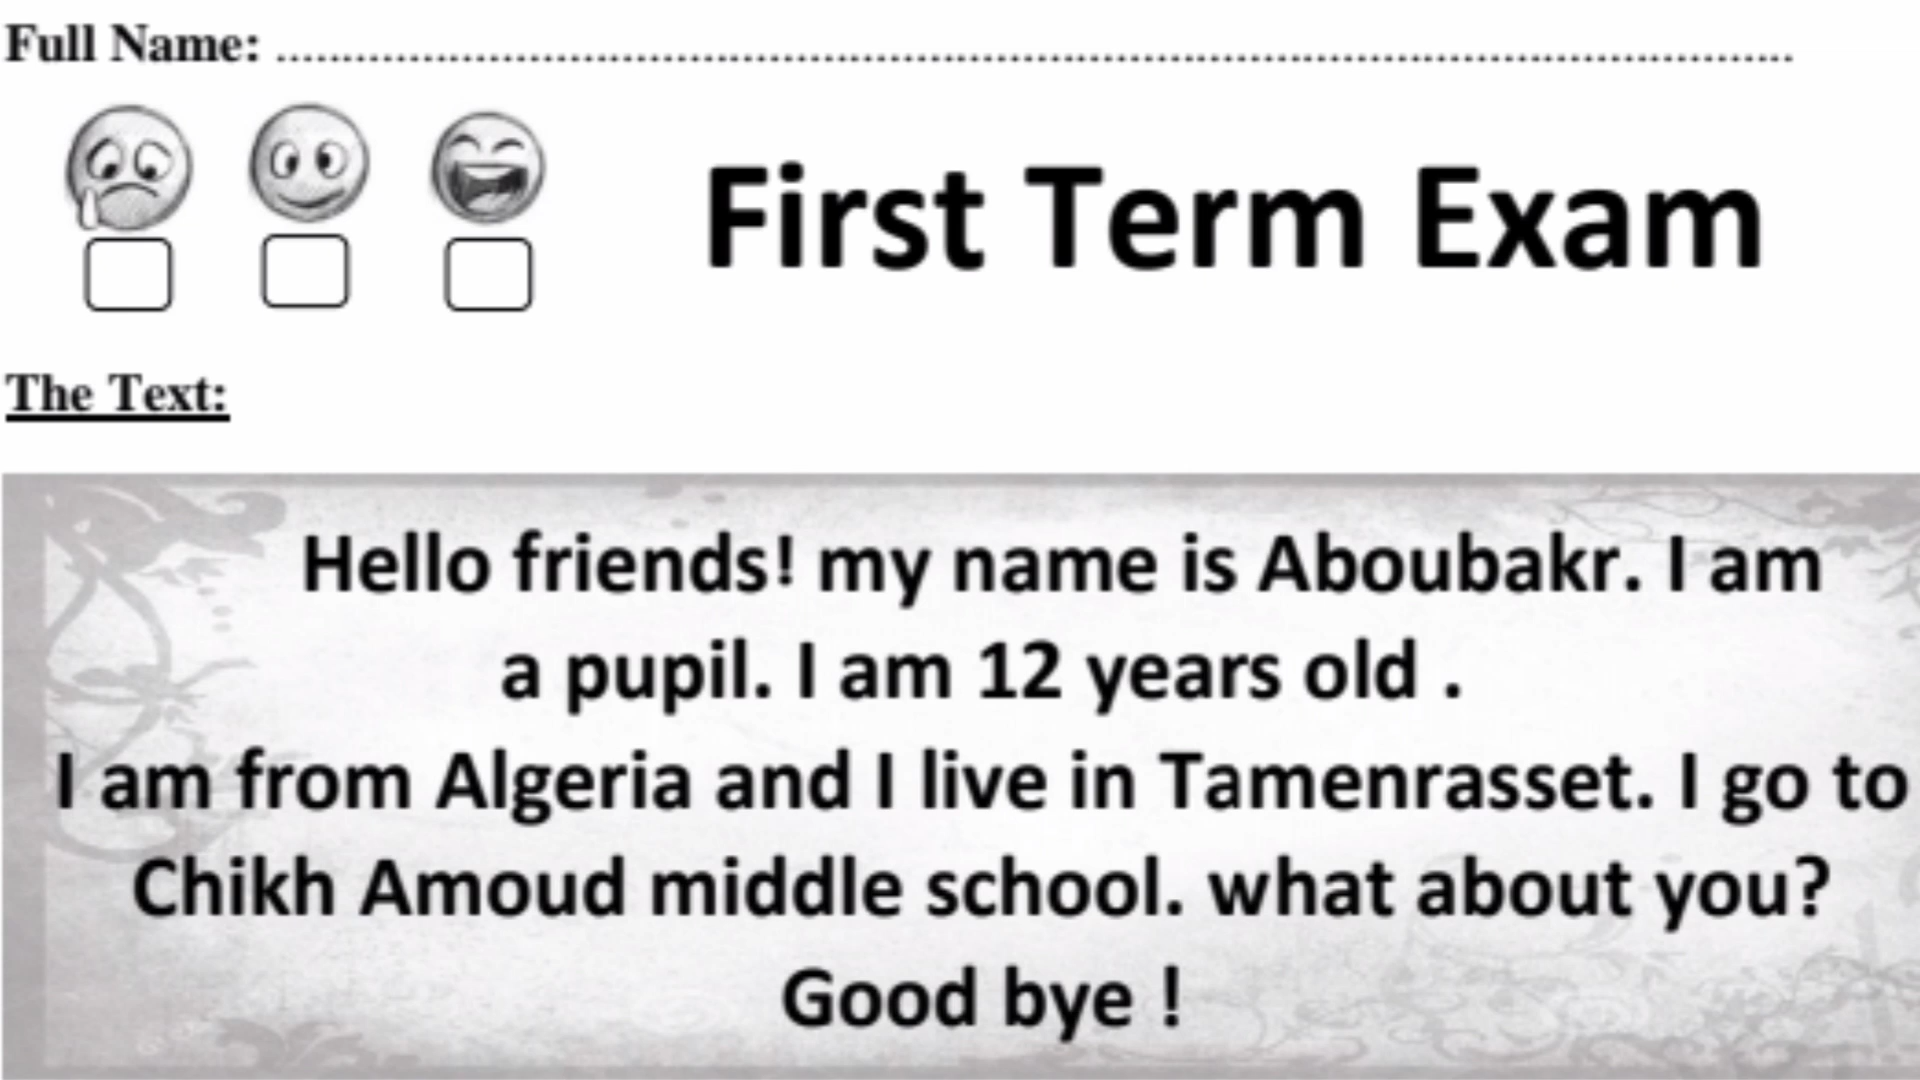 Full Name: ..........................................................................................................
First Term Exam
The Text:
Hello friends! my name is Aboubakr. I am
a pupil. I am 12 years old .
I am from Algeria and I live in Tamenrasset. I go to
Chikh Amoud middle school. what about you?
Good bye !